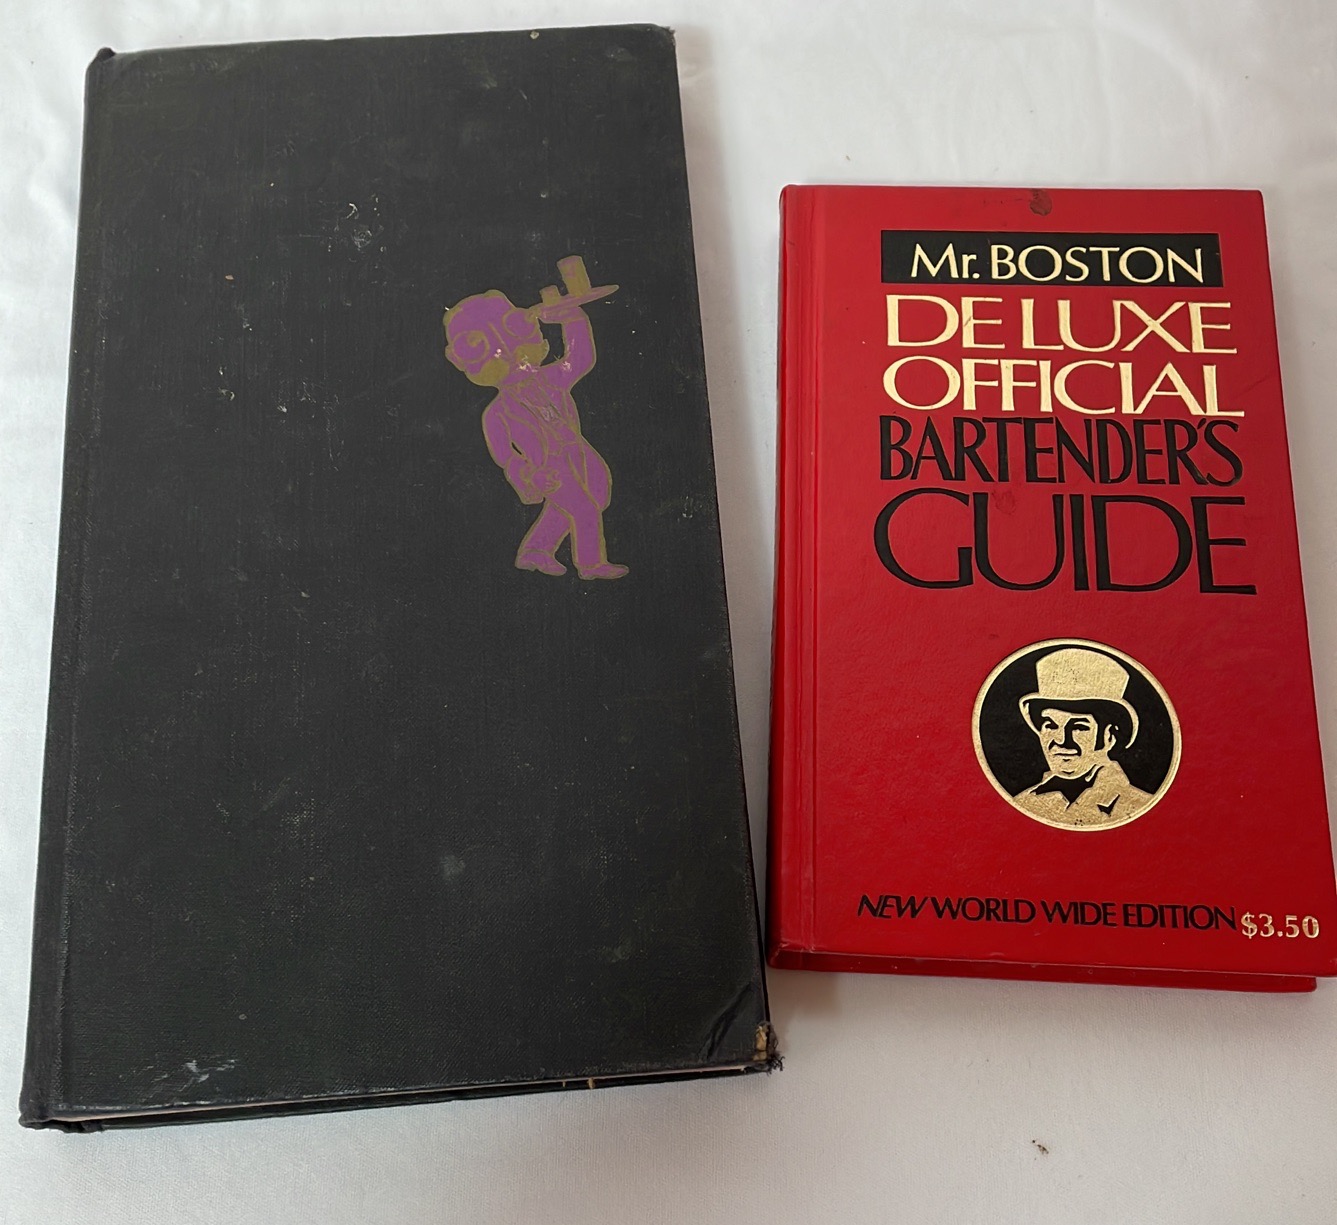 Mr. BOSTON
DE LUXE
OFFICIAL
BARTENDER'S
GUIDE
NEW WORLD WIDE EDITION $3.50